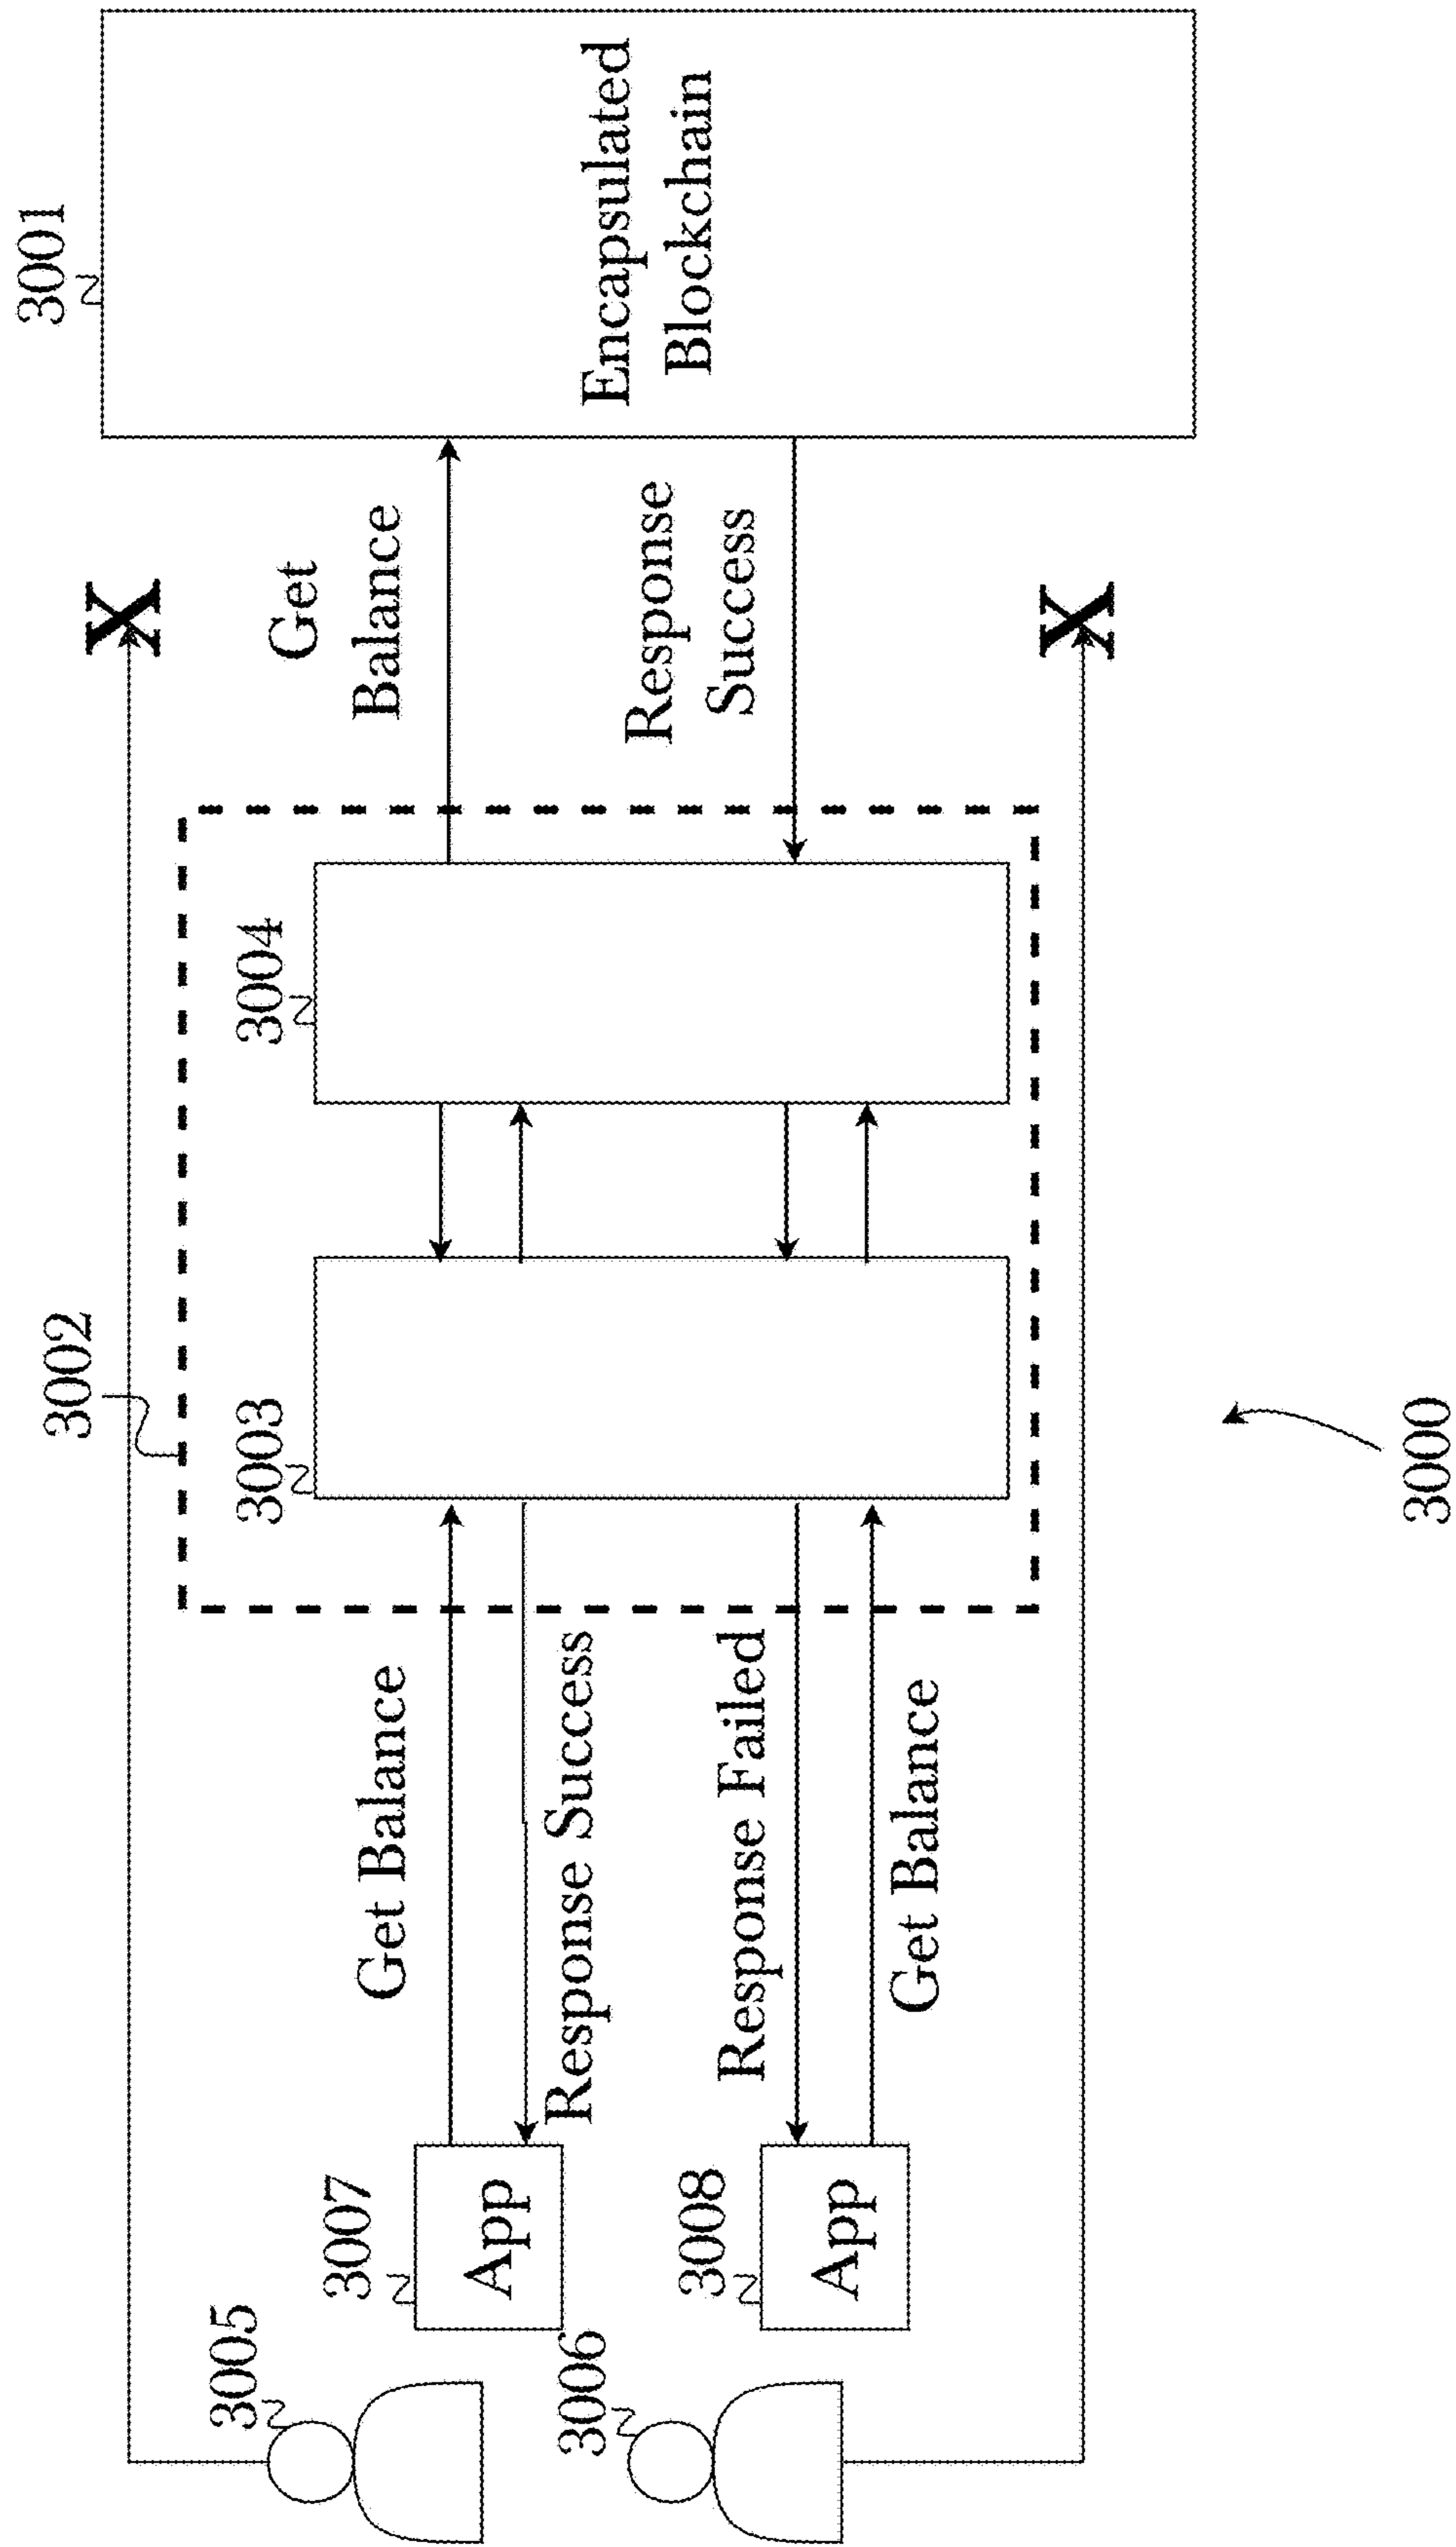 3001
Encapsulated
Blockchain
X
Get
Balance
Response
Success
X
3002
3004
3003
Get Balance
Response Success
Response Failed
Get Balance
3005
3007
App
3006
3008
App
3000